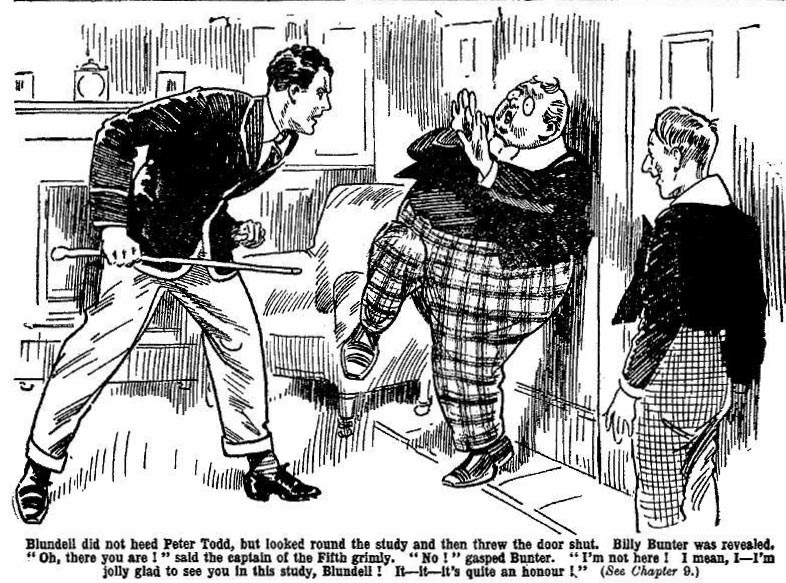 Blundell did not heed Peter Todd, but looked round the study and then threw the door shut. Billy Bunter was revealed.
"Oh, there you are!" said the captain of the Fifth grimly. "No!" gasped Bunter. "I'm not here! I mean, I—I'm
jolly glad to see you in this study, Blundell! It—it—it's quite an honour!" (See Chapter 9.)